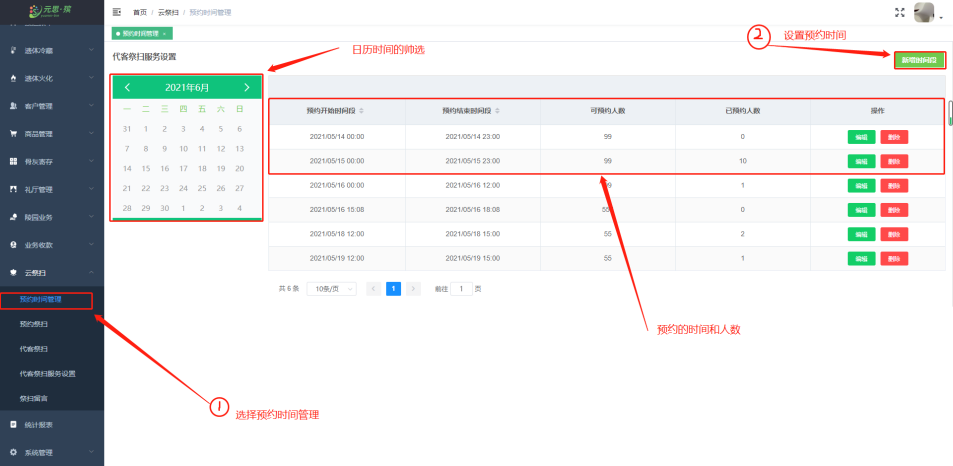 元思·殡
首页 / 云祭扫 / 预约时间管理
预约时间管理 ×
遗体冷藏
遗体火化
客户管理
商品管理
骨灰寄存
礼厅管理
陵园业务
业务收款
云祭扫
预约时间管理
预约祭扫
代客祭扫
代客祭扫服务设置
祭扫留言
统计报表
系统管理
代客祭扫服务设置
日历时间的帅选
2 设置预约时间
新增时间段
2021年6月
一 二 三 四 五 六 日
31 1 2 3 4 5 6
7 8 9 10 11 12 13
14 15 16 17 18 19 20
21 22 23 24 25 26 27
28 29 30 1 2 3 4
预约开始时间段 预约结束时间段 可预约人数 已预约人数 操作
2021/05/14 00:00 2021/05/14 23:00 99 0 编辑 删除
2021/05/15 00:00 2021/05/15 23:00 99 10 编辑 删除
2021/05/16 00:00 2021/05/16 12:00 99 1 编辑 删除
2021/05/16 15:08 2021/05/16 18:08 55 0 编辑 删除
2021/05/18 12:00 2021/05/18 15:00 55 2 编辑 删除
2021/05/19 12:00 2021/05/19 15:00 55 1 编辑 删除
共 6 条 10条/页 < 1 > 前往 1 页
预约的时间和人数
1 选择预约时间管理